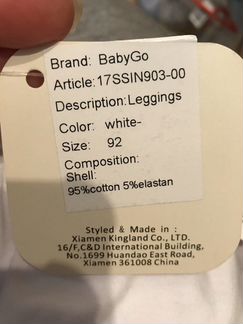 Brand: BabyGo
Article:17SSIN903-00
Description:Leggings
Color: white-
Size: 92
Composition:
Shell:
95%cotton 5%elastan
Styled & Made in :
Xiamen Kingland Co., LTD.
16/F,C&D International Building,
No.1699 Huandao East Road,
Xiamen 361008 China